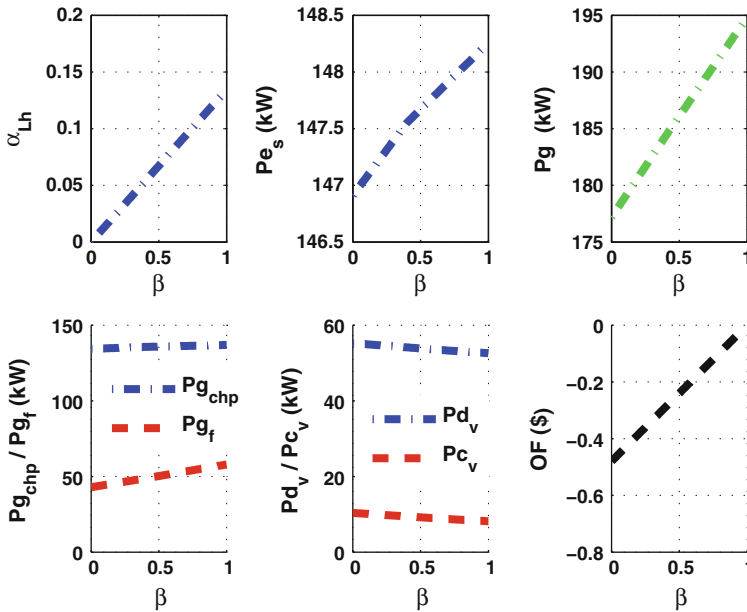 0.2
0.15
0.1
0.05
0
α_Lh
0 0.5 1
β
148.5
148
147.5
147
146.5
Pe_s (kW)
0 0.5 1
β
195
190
185
180
175
Pg (kW)
0 0.5 1
β
150
100
50
0
Pg_chp / Pg_f (kW)
Pg_chp
Pg_f
0 0.5 1
β
60
40
20
0
Pd_v / Pc_v (kW)
Pd_v
Pc_v
0 0.5 1
β
0
−0.2
−0.4
−0.6
−0.8
OF ($)
0 0.5 1
β